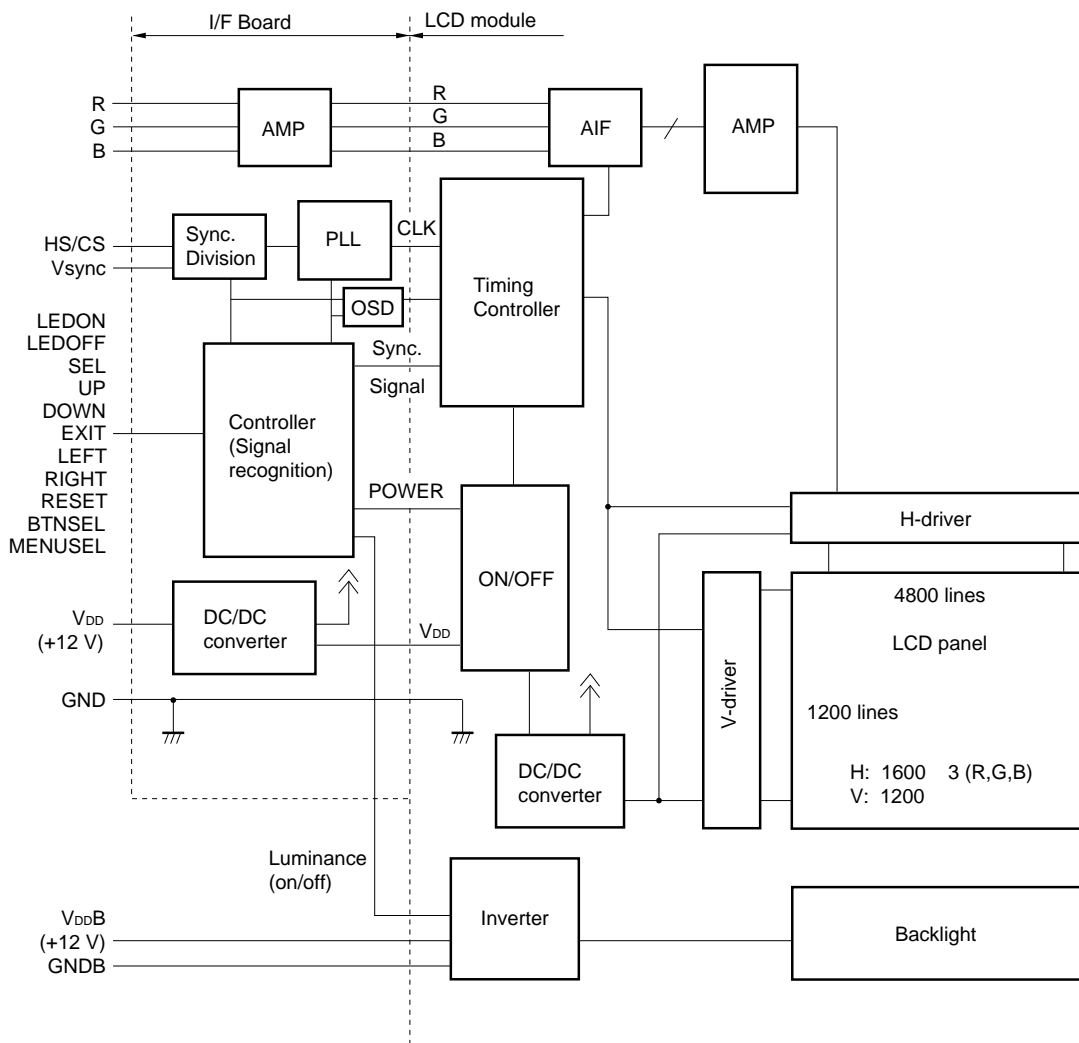 I/F Board
LCD module
R
G
B
AMP
R
G
B
AIF
AMP
HS/CS
Vsync
Sync.
Division
PLL
CLK
OSD
Timing
Controller
LEDON
LEDOFF
SEL
UP
DOWN
EXIT
LEFT
RIGHT
RESET
BTNSEL
MENUSEL
Controller
(Signal
recognition)
Sync.
Signal
POWER
ON/OFF
H-driver
VDD
(+12 V)
DC/DC
converter
VDD
V-driver
4800 lines
LCD panel
1200 lines
H: 1600 3 (R,G,B)
V: 1200
GND
DC/DC
converter
Luminance
(on/off)
VDDB
(+12 V)
GNDB
Inverter
Backlight